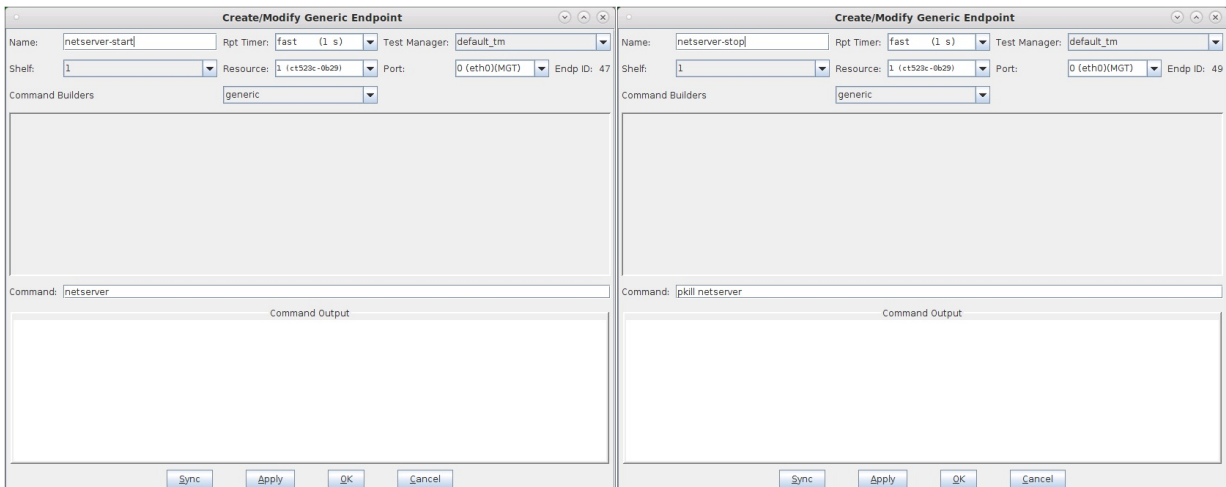 Create/Modify Generic Endpoint
Name: netserver-start Rpt Timer: fast (1 s) Test Manager: default_tm
Shelf: 1 Resource: 1 (ct523c-0b29) Port: 0 (eth0)(MGT) Endp ID: 47
Command Builders generic
Command: netserver
Command Output
Sync Apply OK Cancel
Create/Modify Generic Endpoint
Name: netserver-stop Rpt Timer: fast (1 s) Test Manager: default_tm
Shelf: 1 Resource: 1 (ct523c-0b29) Port: 0 (eth0)(MGT) Endp ID: 49
Command Builders generic
Command: pkill netserver
Command Output
Sync Apply OK Cancel